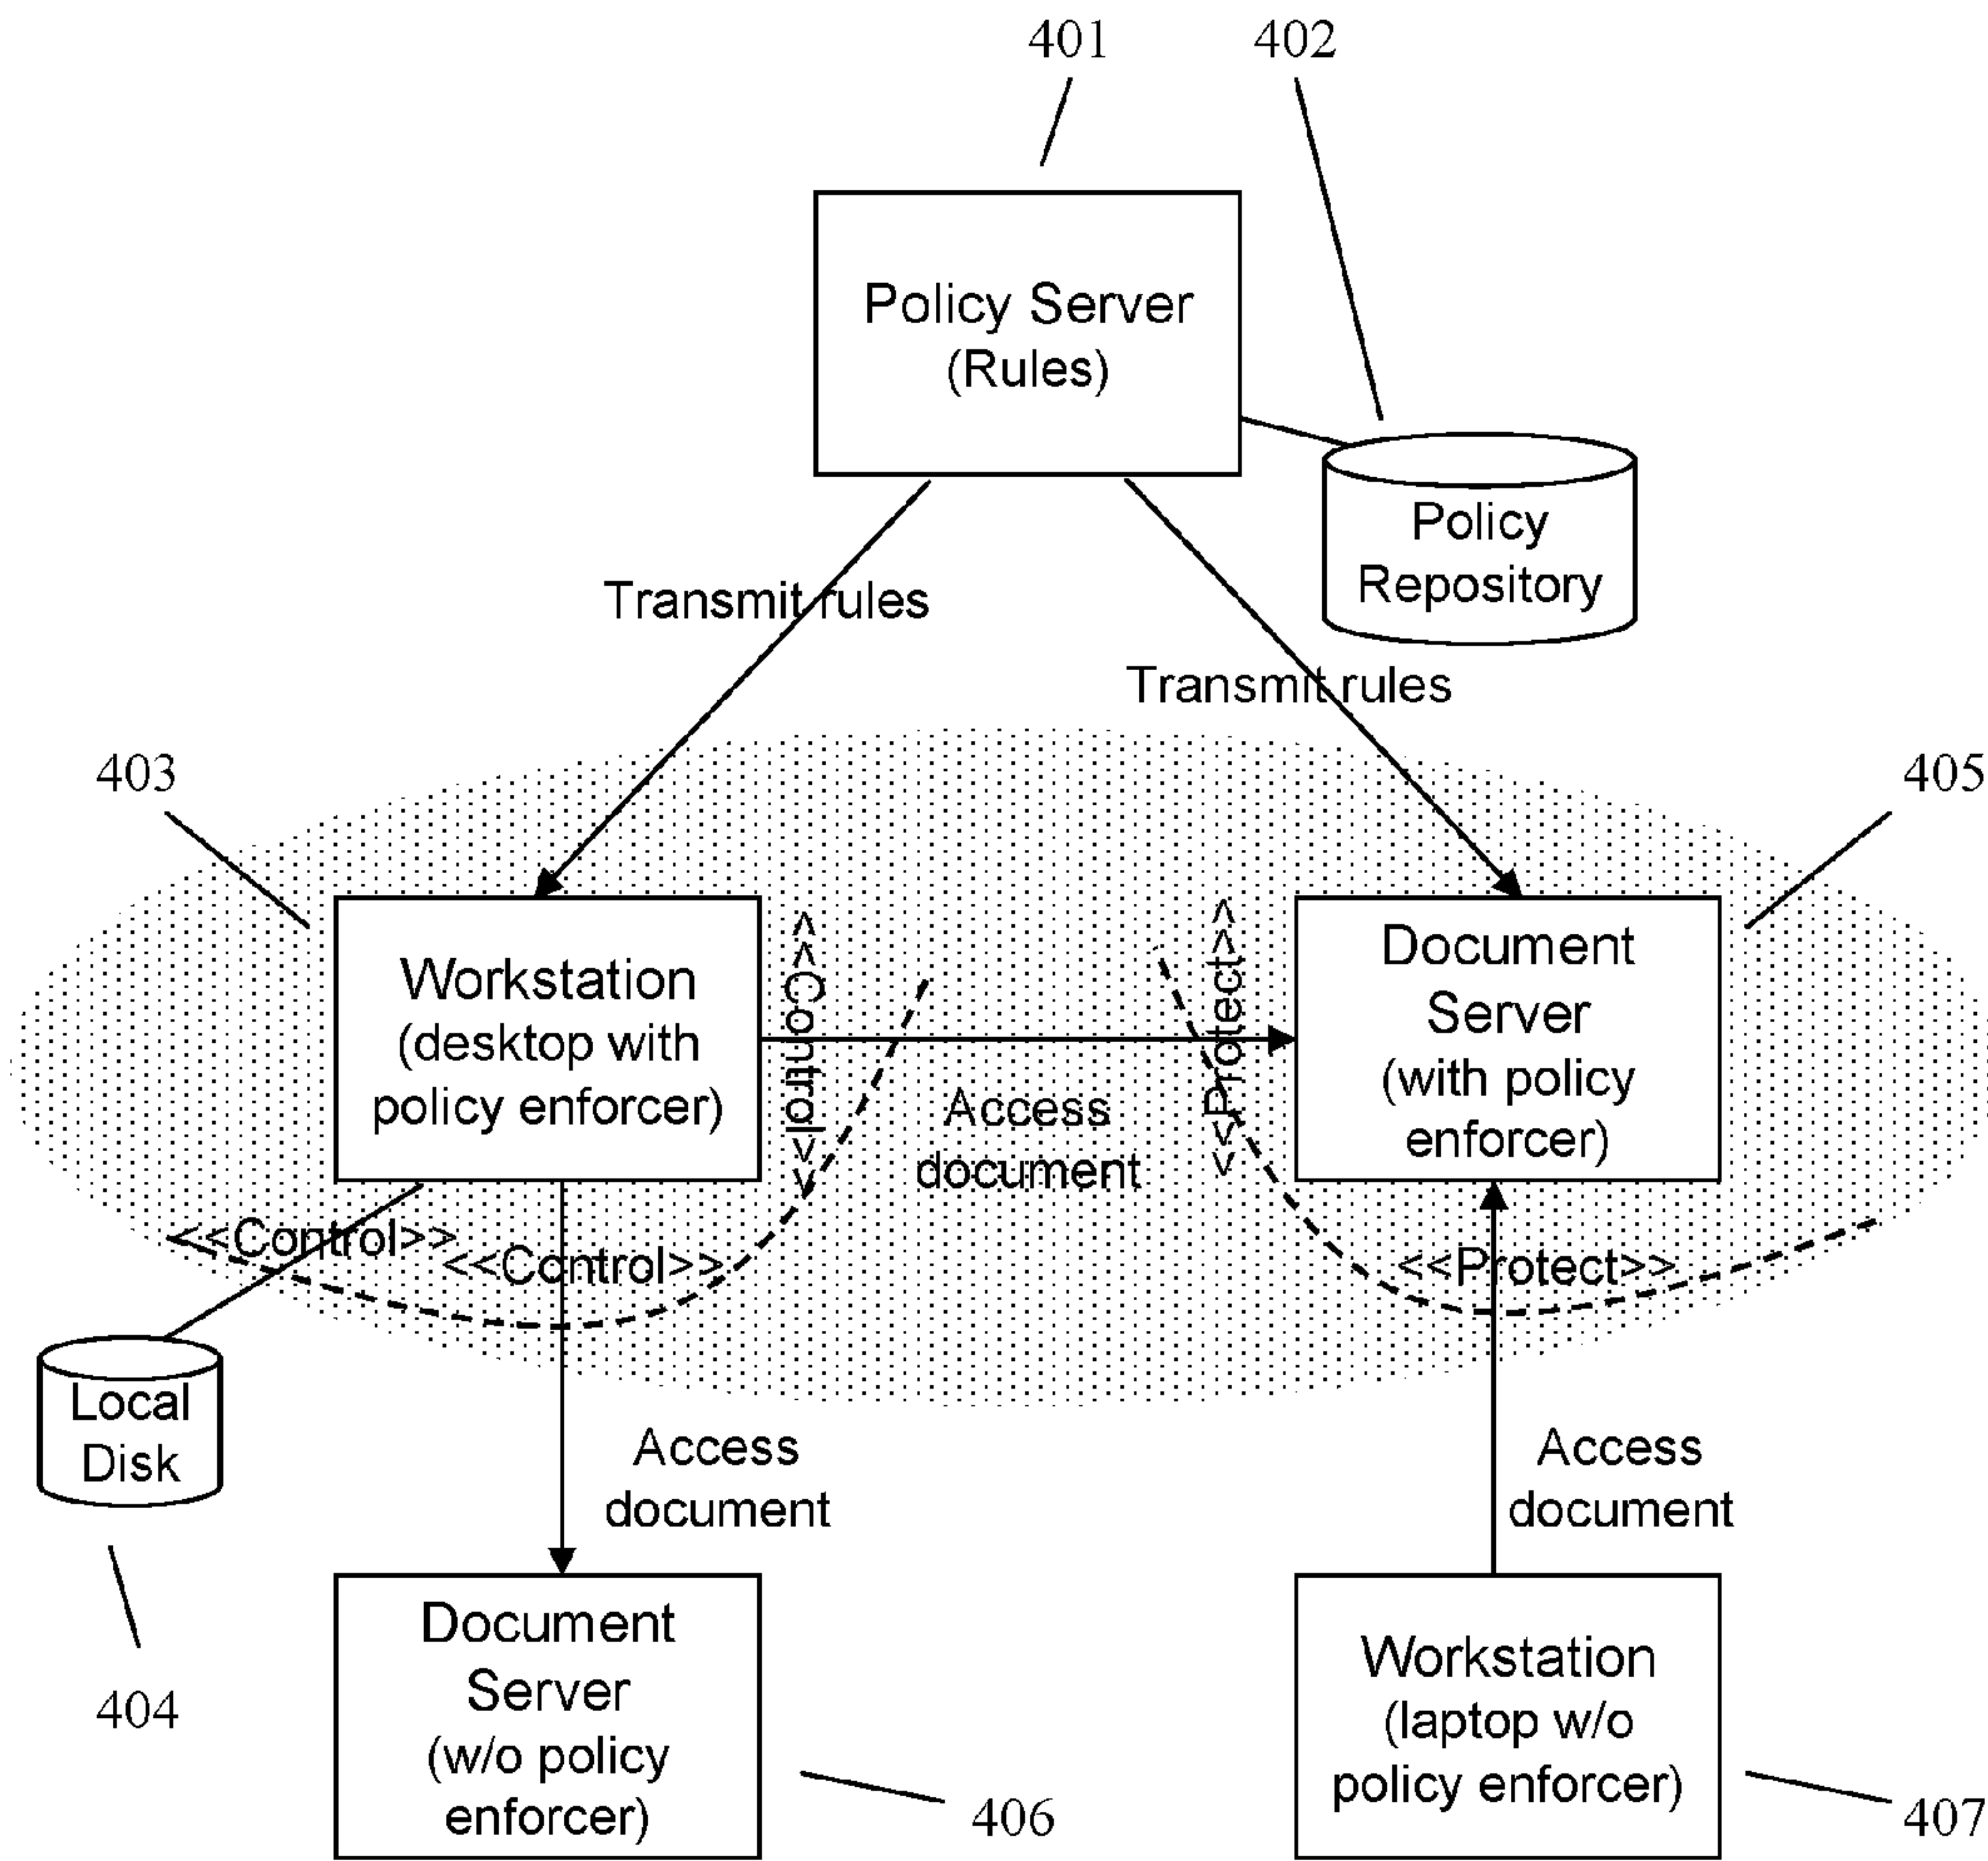 401
402
Policy Server
(Rules)
Policy
Repository
Transmit rules
Transmit rules
403
405
Workstation
(desktop with
policy enforcer)
<<Control>>
<<Protect>>
Document
Server
(with policy
enforcer)
Access
document
<<Control>>
<<Control>>
<<Protect>>
Local
Disk
Access
document
Access
document
404
Document
Server
(w/o policy
enforcer)
406
Workstation
(laptop w/o
policy enforcer)
407